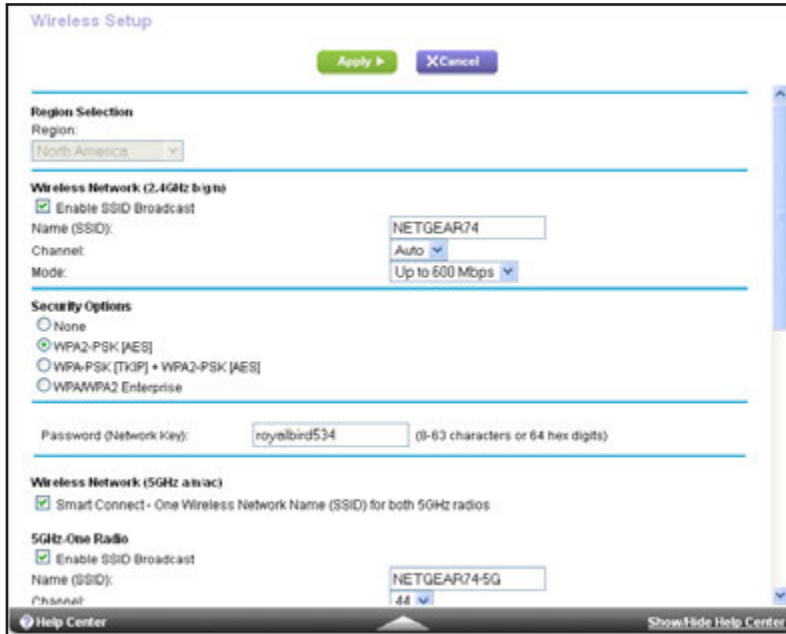 Wireless Setup
Apply
Cancel
Region Selection
Region:
North America
Wireless Network (2.4GHz b/g/n)
Enable SSID Broadcast
Name (SSID): NETGEAR74
Channel: Auto
Mode: Up to 600 Mbps
Security Options
None
WPA2-PSK [AES]
WPA-PSK [TKIP] + WPA2-PSK [AES]
WPA/WPA2 Enterprise
Password (Network Key): royalbird534 (8-63 characters or 64 hex digits)
Wireless Network (5GHz a/n/ac)
Smart Connect - One Wireless Network Name (SSID) for both 5GHz radios
5GHz-One Radio
Enable SSID Broadcast
Name (SSID): NETGEAR74-5G
Channel: 44
Help Center Show/Hide Help Center